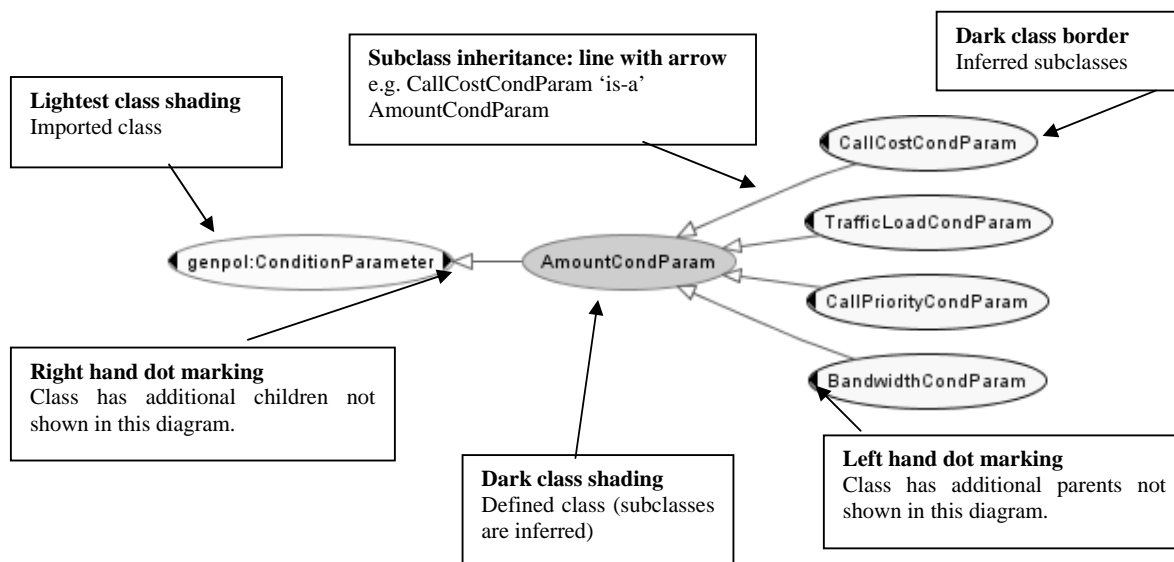 Subclass inheritance: line with arrow
e.g. CallCostCondParam ‘is-a’
AmountCondParam
Dark class border
Inferred subclasses
Lightest class shading
Imported class
CallCostCondParam
TrafficLoadCondParam
genpol:ConditionParameter
AmountCondParam
CallPriorityCondParam
BandwidthCondParam
Right hand dot marking
Class has additional children not
shown in this diagram.
Dark class shading
Defined class (subclasses
are inferred)
Left hand dot marking
Class has additional parents not
shown in this diagram.